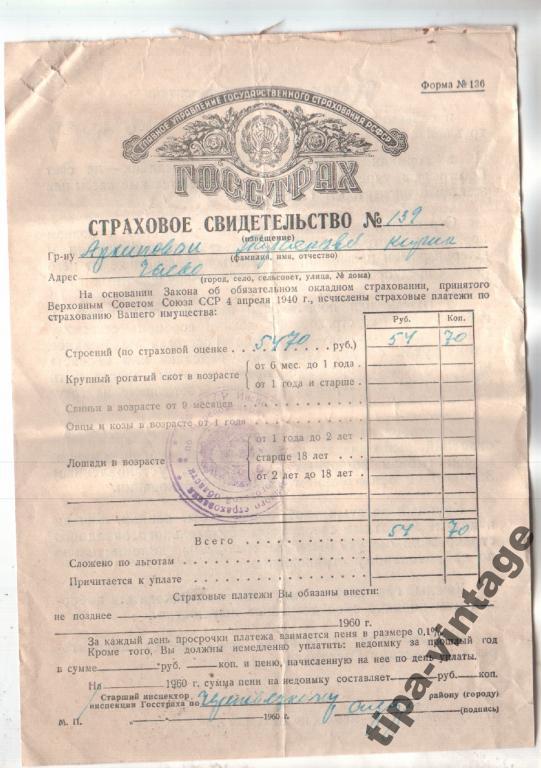 Форма № 136
ГЛАВНОЕ УПРАВЛЕНИЕ ГОСУДАРСТВЕННОГО СТРАХОВАНИЯ РСФСР
ГОССТРАХ
СТРАХОВОЕ СВИДЕТЕЛЬСТВО № 139
(извещение)
Гр-ну
(фамилия, имя, отчество)
Адрес
(город, село, сельсовет, улица, № дома)
На основании Закона об обязательном окладном страховании, принятого
Верховным Советом Союза ССР 4 апреля 1940 г., исчислены страховые платежи по
страхованию Вашего имущества:
Руб. Коп.
Строений (по страховой оценке . . 5470 . руб.) 54 70
Крупный рогатый скот в возрасте { от 6 мес. до 1 года .
от 1 года и старше .
Свиньи в возрасте от 9 месяцев
Овцы и козы в возрасте от 1 года
Лошади в возрасте { от 1 года до 2 лет .
старше 18 лет
от 2 лет до 18 лет .
Всего 54 70
Сложено по льготам
Причитается к уплате
Страховые платежи Вы обязаны внести:
не позднее 1960 г.
За каждый день просрочки платежа взимается пеня в размере 0,1%
Кроме того, Вы должны немедленно уплатить: недоимку за прошлый год
в сумме руб. коп. и пеню, начисленную на нее по день уплаты.
На 1960 г. сумма пени на недоимку составляет руб. коп.
Старший инспектор
инспекции Госстраха по району (городу)
М. П. 1960 г. (подпись)
tipa-vintage